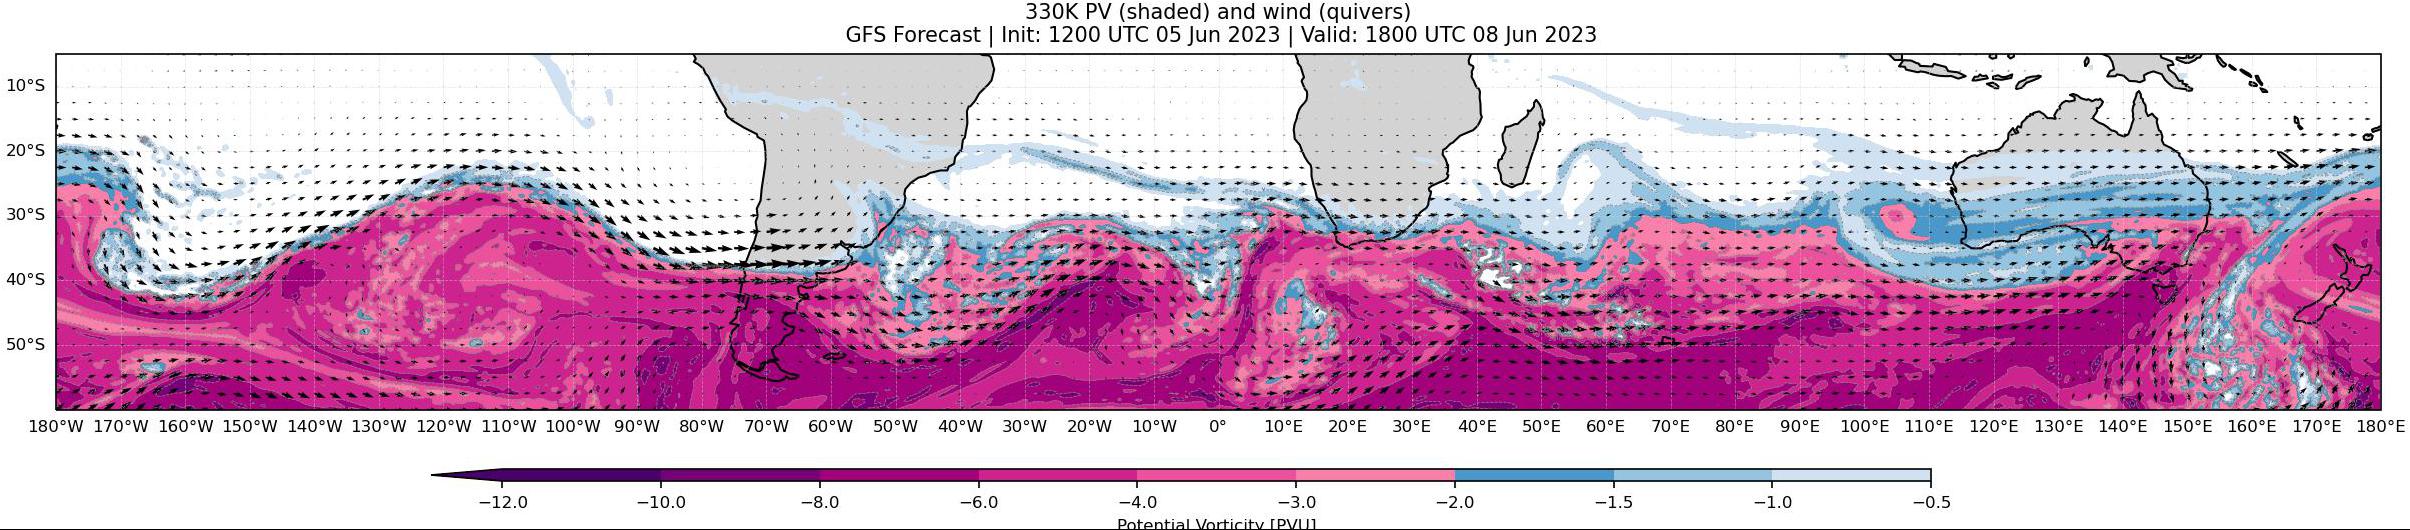 330K PV (shaded) and wind (quivers)
GFS Forecast | Init: 1200 UTC 05 Jun 2023 | Valid: 1800 UTC 08 Jun 2023
10°S
20°S
30°S
40°S
50°S
180°W 170°W 160°W 150°W 140°W 130°W 120°W 110°W 100°W 90°W 80°W 70°W 60°W 50°W 40°W 30°W 20°W 10°W 0° 10°E 20°E 30°E 40°E 50°E 60°E 70°E 80°E 90°E 100°E 110°E 120°E 130°E 140°E 150°E 160°E 170°E 180°E
−12.0 −10.0 −8.0 −6.0 −4.0 −3.0 −2.0 −1.5 −1.0 −0.5
Potential Vorticity [PVU]